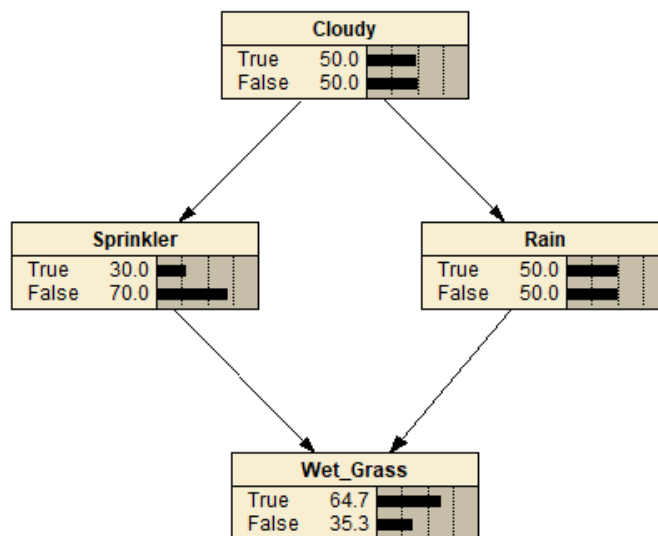 Cloudy
True 50.0
False 50.0
Sprinkler
True 30.0
False 70.0
Rain
True 50.0
False 50.0
Wet_Grass
True 64.7
False 35.3